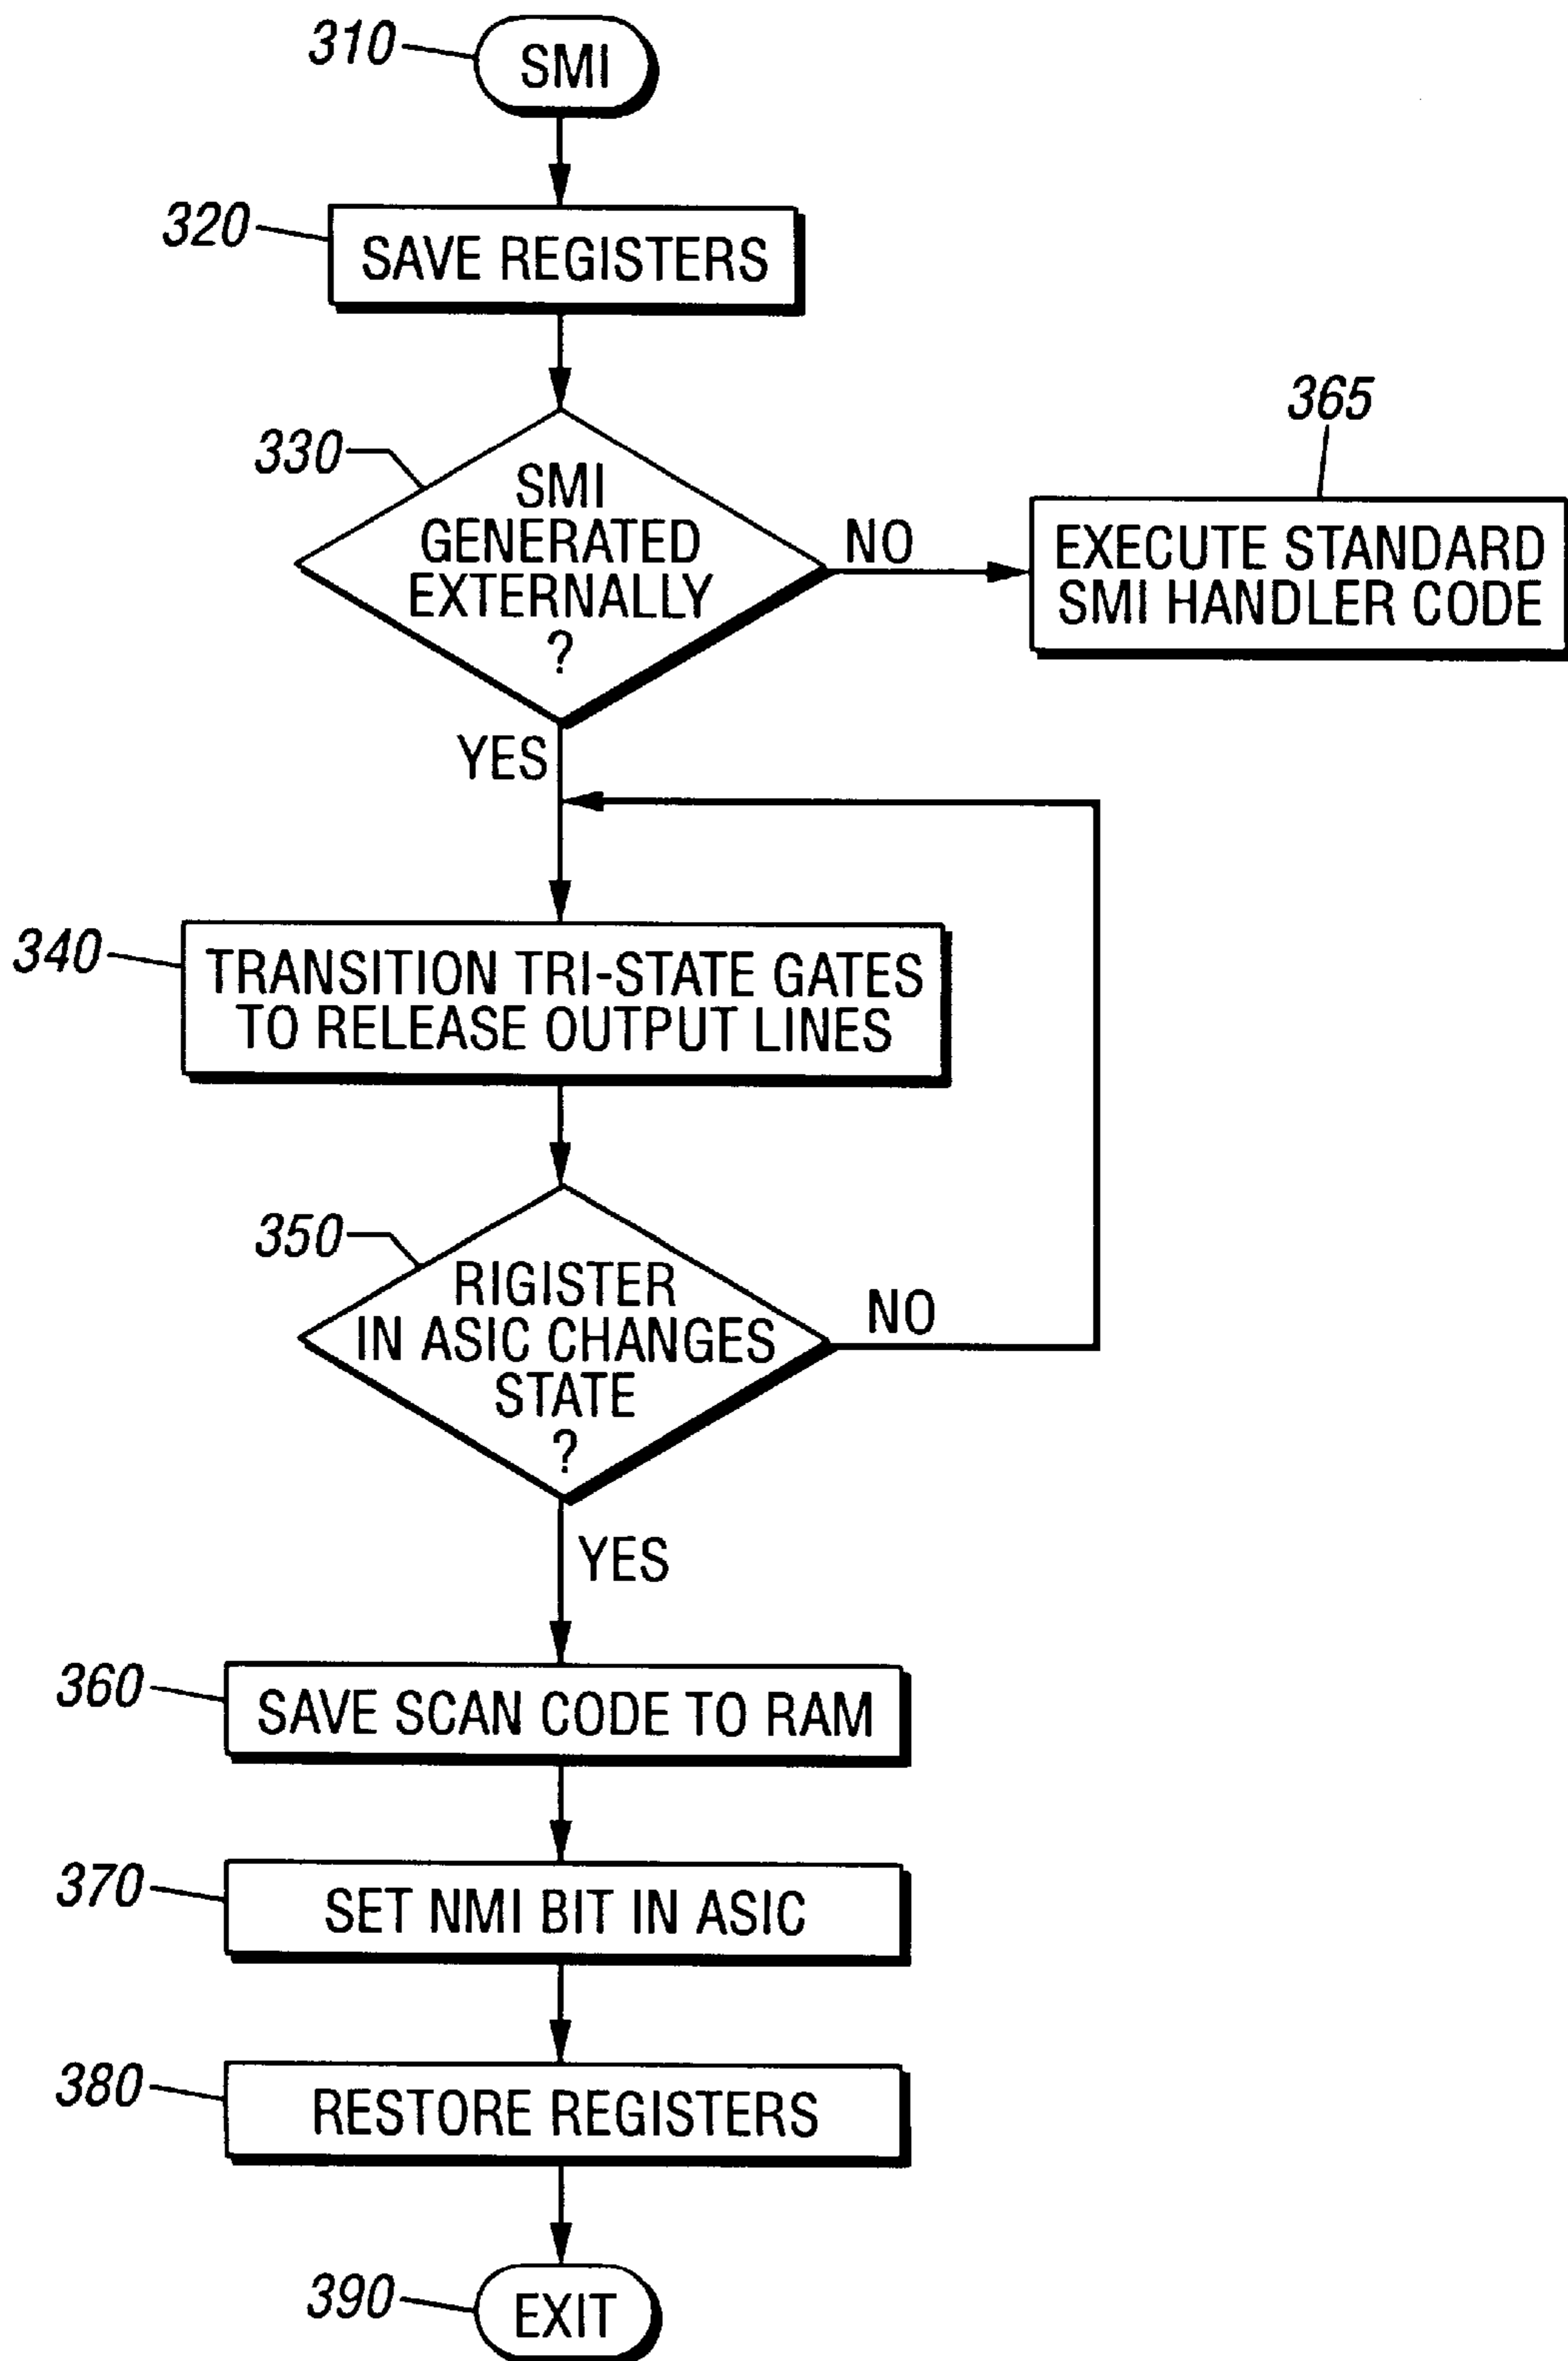 310
SMI
320
SAVE REGISTERS
330
SMI
GENERATED
EXTERNALLY
?
NO
365
EXECUTE STANDARD
SMI HANDLER CODE
YES
340
TRANSITION TRI-STATE GATES
TO RELEASE OUTPUT LINES
350
RIGISTER
IN ASIC CHANGES
STATE
?
NO
YES
360
SAVE SCAN CODE TO RAM
370
SET NMI BIT IN ASIC
380
RESTORE REGISTERS
390
EXIT